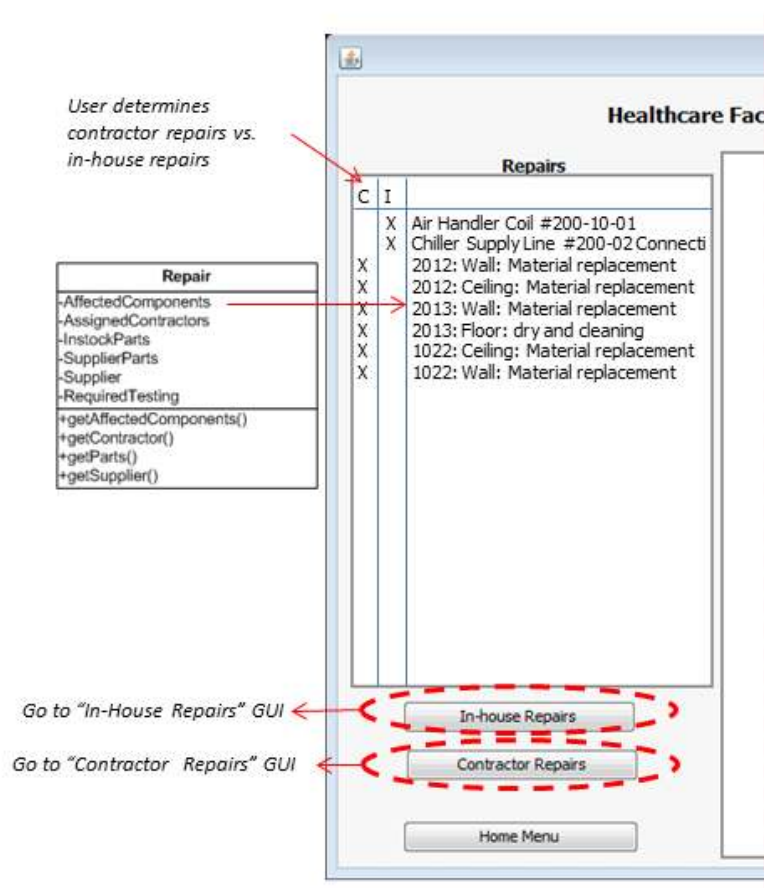 User determines
contractor repairs vs.
in-house repairs
Healthcare Fac
Repairs
C I
X Air Handler Coil #200-10-01
X Chiller Supply Line #200-02 Connecti
X 2012: Wall: Material replacement
X 2012: Ceiling: Material replacement
X 2013: Wall: Material replacement
X 2013: Floor: dry and cleaning
X 1022: Ceiling: Material replacement
X 1022: Wall: Material replacement
Repair
-AffectedComponents
-AssignedContractors
-InstockParts
-SupplierParts
-Supplier
-RequiredTesting
+getAffectedComponents()
+getContractor()
+getParts()
+getSupplier()
Go to “In-House Repairs” GUI
In-house Repairs
Go to “Contractor Repairs” GUI
Contractor Repairs
Home Menu